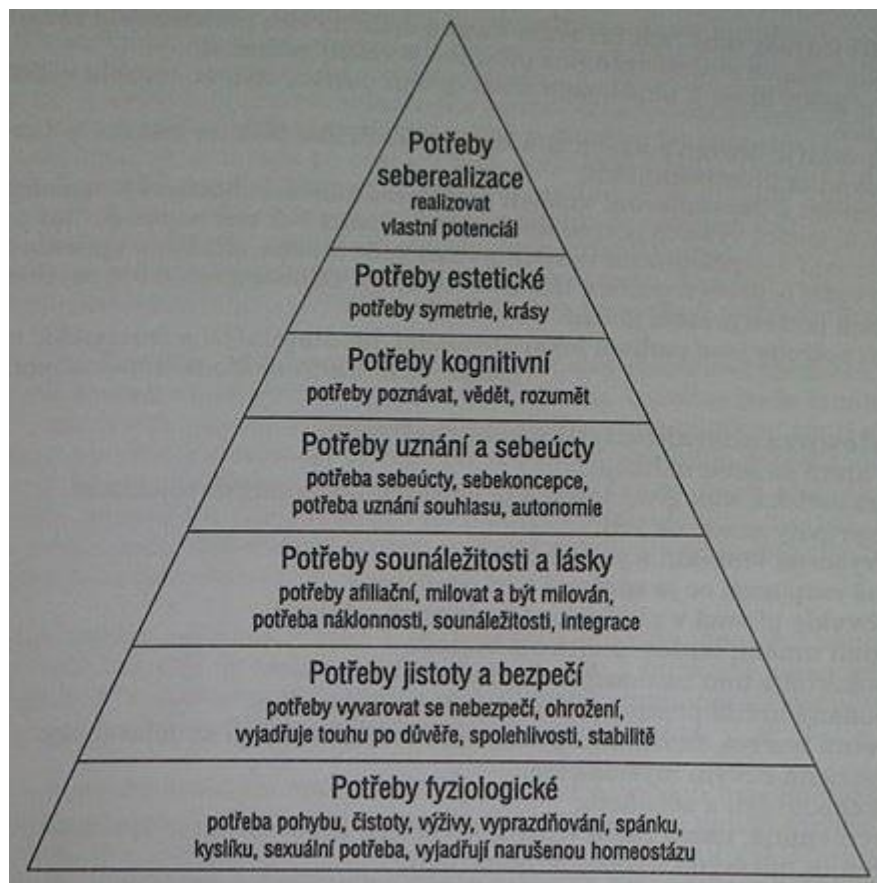 Potřeby
seberealizace
realizovat
vlastní potenciál
Potřeby estetické
potřeby symetrie, krásy
Potřeby kognitivní
potřeby poznávat, vědět, rozumět
Potřeby uznání a sebeúcty
potřeba sebeúcty, sebekoncepce,
potřeba uznání souhlasu, autonomie
Potřeby sounáležitosti a lásky
potřeby afiliační, milovat a být milován,
potřeba náklonnosti, sounáležitosti, integrace
Potřeby jistoty a bezpečí
potřeby vyvarovat se nebezpečí, ohrožení,
vyjadřuje touhu po důvěře, spolehlivosti, stabilitě
Potřeby fyziologické
potřeba pohybu, čistoty, výživy, vyprazdňování, spánku,
kyslíku, sexuální potřeba, vyjadřují narušenou homeostázu